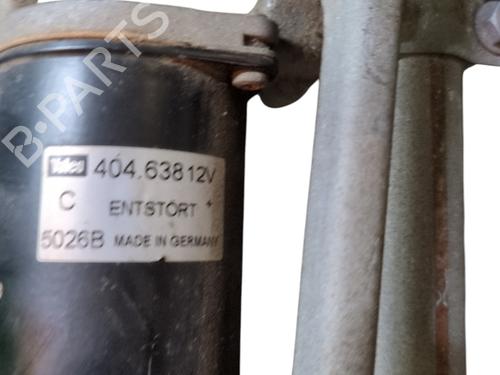 B-PARTS
Valeo 404.638 12V
C ENTSTÖRT +
5026B MADE IN GERMANY